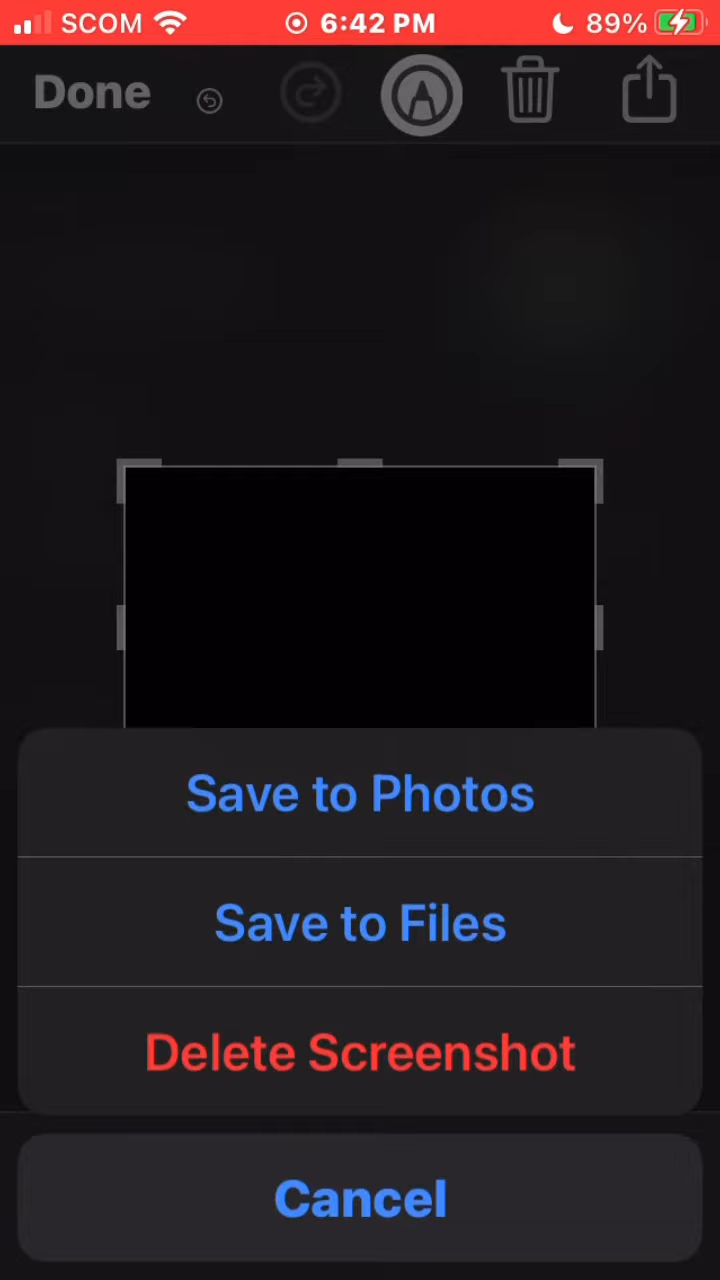 SCOM 6:42 PM 89%
Done
Save to Photos
Save to Files
Delete Screenshot
Cancel